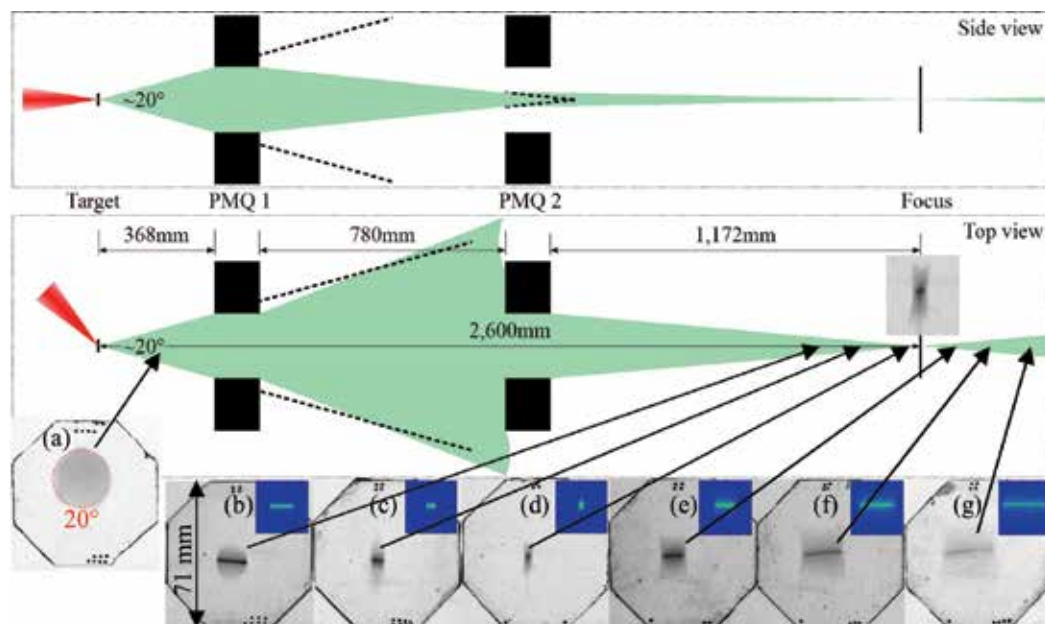 Side view
~20°
Target
PMQ 1
PMQ 2
Focus
Top view
368mm
780mm
1,172mm
2,600mm
~20°
(a)
20°
(b)
(c)
(d)
(e)
(f)
(g)
71 mm